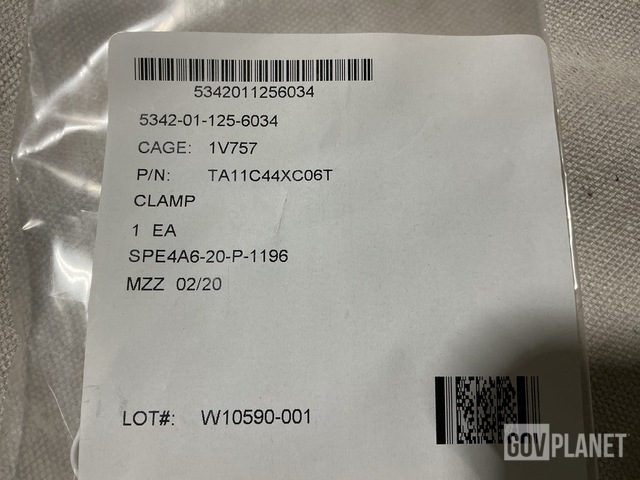 5342011256034
5342-01-125-6034
CAGE: 1V757
P/N: TA11C44XC06T
CLAMP
1 EA
SPE4A6-20-P-1196
MZZ 02/20
LOT#: W10590-001
GOVPLANET